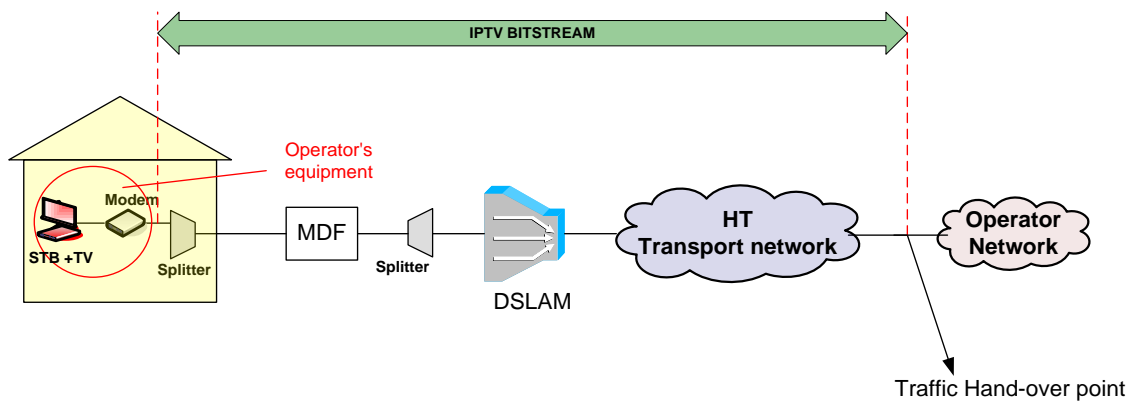 IPTV BITSTREAM
Operator's
equipment
Modem
STB +TV
Splitter
MDF
Splitter
DSLAM
HT
Transport network
Operator
Network
Traffic Hand-over point